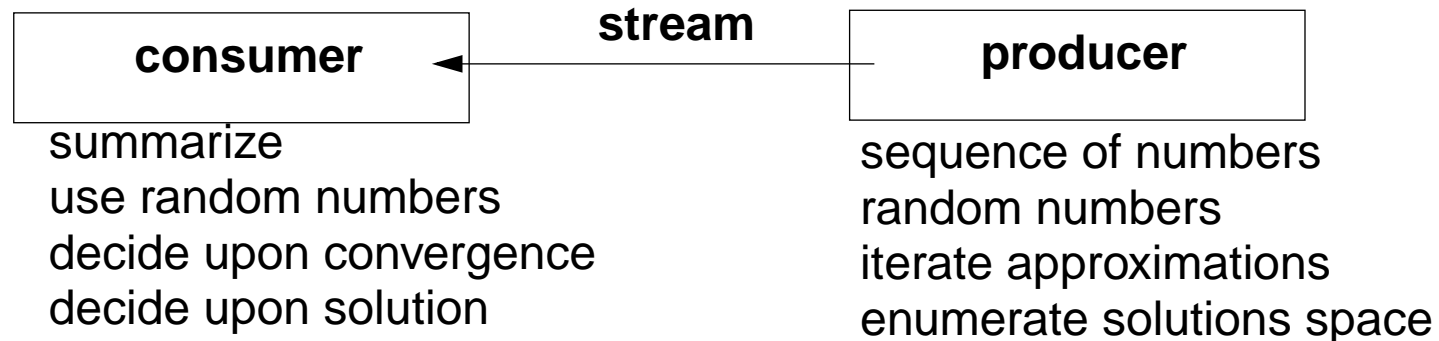 stream
consumer
producer
summarize
use random numbers
decide upon convergence
decide upon solution
sequence of numbers
random numbers
iterate approximations
enumerate solutions space